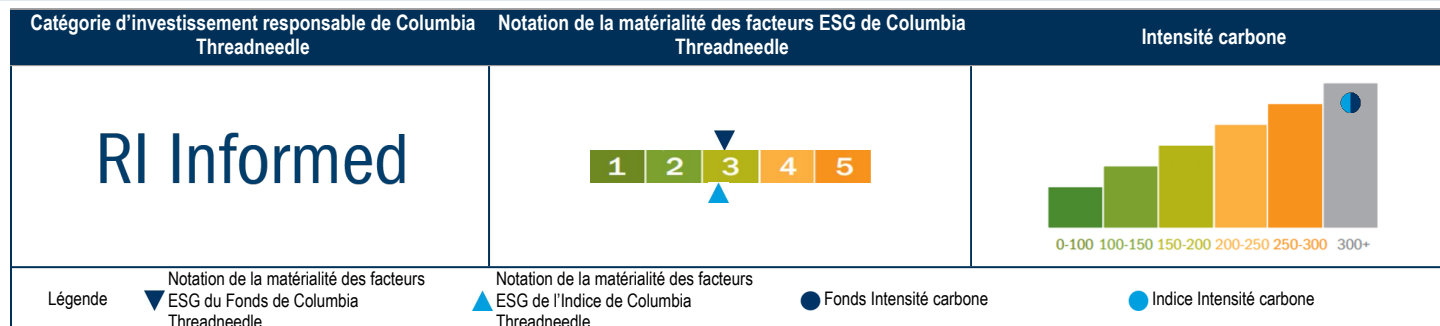 Catégorie d’investissement responsable de Columbia
Threadneedle
Notation de la matérialité des facteurs ESG de Columbia
Threadneedle
Intensité carbone
RI Informed
1 2 3 4 5
0-100 100-150 150-200 200-250 250-300 300+
Légende
Notation de la matérialité des facteurs
ESG du Fonds de Columbia
Threadneedle
Notation de la matérialité des facteurs
ESG de l’Indice de Columbia
Threadneedle
Fonds Intensité carbone
Indice Intensité carbone